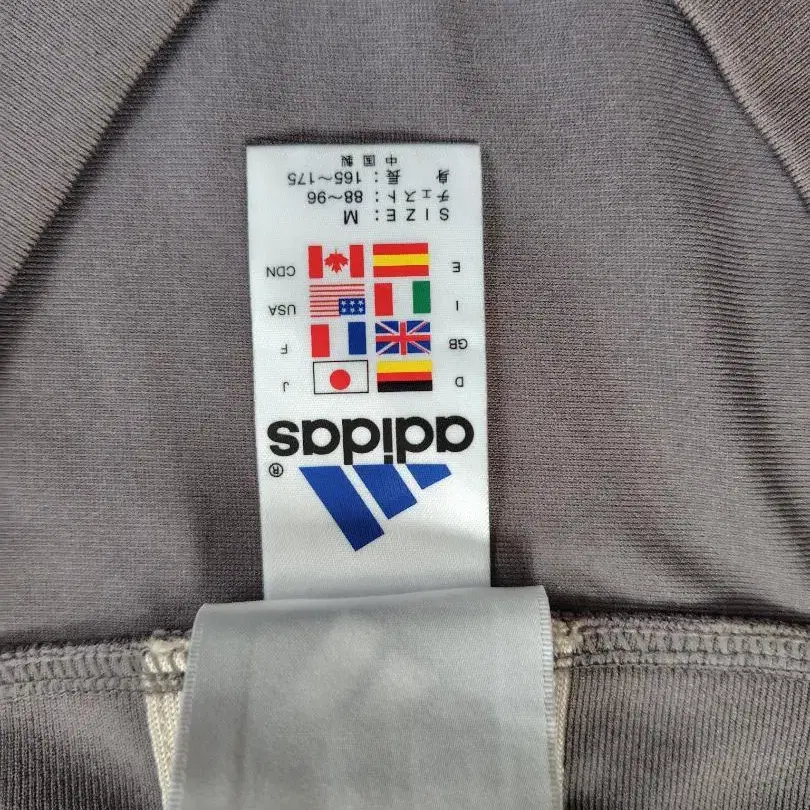 adidas®
D J
GB F
I USA
E CDN
SIZE: M
チェスト: 88~96
身　長: 165~175
中国製